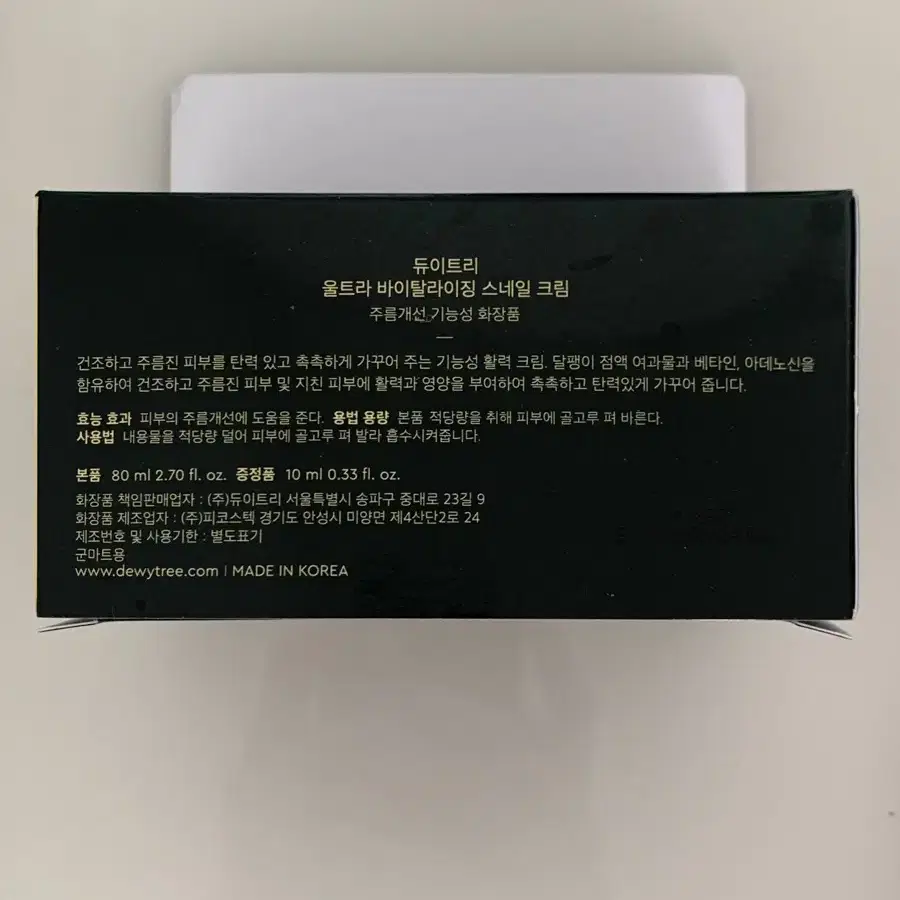 듀이트리
울트라 바이탈라이징 스네일 크림
주름개선 기능성 화장품
건조하고 주름진 피부를 탄력 있고 촉촉하게 가꾸어 주는 기능성 활력 크림. 달팽이 점액 여과물과 베타인, 아데노신을
함유하여 건조하고 주름진 피부 및 지친 피부에 활력과 영양을 부여하여 촉촉하고 탄력있게 가꾸어 줍니다.
효능 효과 피부의 주름개선에 도움을 준다. 용법 용량 본품 적당량을 취해 피부에 골고루 펴 바른다.
사용법 내용물을 적당량 덜어 피부에 골고루 펴 발라 흡수시켜줍니다.
본품 80 ml 2.70 fl. oz. 증정품 10 ml 0.33 fl. oz.
화장품 책임판매업자 : (주)듀이트리 서울특별시 송파구 중대로 23길 9
화장품 제조업자 : (주)피코스텍 경기도 안성시 미양면 제4산단2로 24
제조번호 및 사용기한 : 별도표기
군마트용
www.dewytree.com | MADE IN KOREA